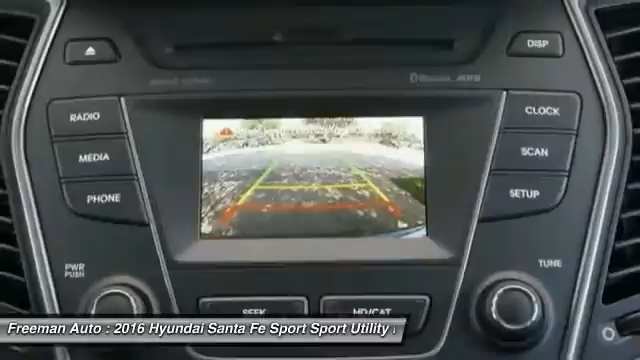 DISP
Bluetooth
RADIO
CLOCK
MEDIA
SCAN
PHONE
SETUP
PWR
PUSH
TUNE
SEEK
HD/CAT
Freeman Auto : 2016 Hyundai Santa Fe Sport Sport Utility